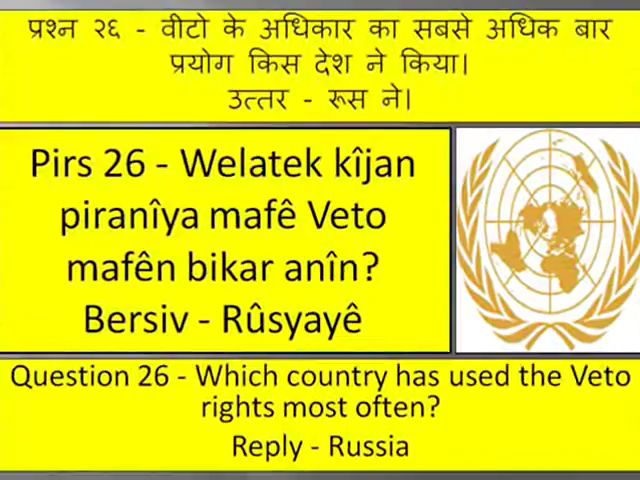 प्रश्न २६ - वीटो के अधिकार का सबसे अधिक बार
प्रयोग किस देश ने किया।
उत्तर - रूस ने।
Pirs 26 - Welatek kîjan
piranîya mafê Veto
mafên bikar anîn?
Bersiv - Rûsyayê
Question 26 - Which country has used the Veto
rights most often?
Reply - Russia